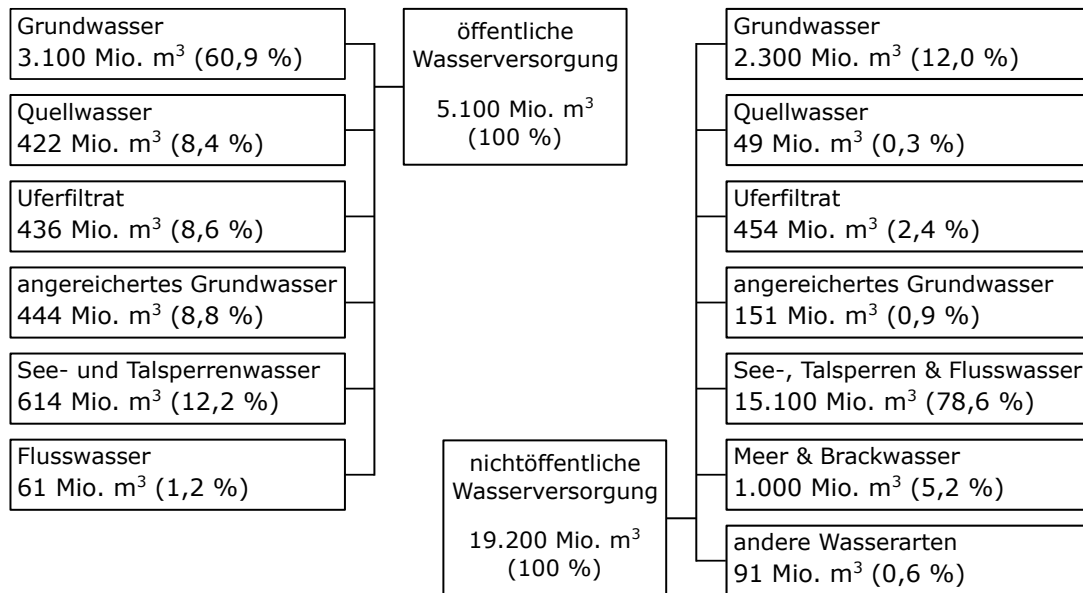 Grundwasser
3.100 Mio. m³ (60,9 %)
Quellwasser
422 Mio. m³ (8,4 %)
Uferfiltrat
436 Mio. m³ (8,6 %)
angereichertes Grundwasser
444 Mio. m³ (8,8 %)
See- und Talsperrenwasser
614 Mio. m³ (12,2 %)
Flusswasser
61 Mio. m³ (1,2 %)
öffentliche
Wasserversorgung
5.100 Mio. m³
(100 %)
nichtöffentliche
Wasserversorgung
19.200 Mio. m³
(100 %)
Grundwasser
2.300 Mio. m³ (12,0 %)
Quellwasser
49 Mio. m³ (0,3 %)
Uferfiltrat
454 Mio. m³ (2,4 %)
angereichertes Grundwasser
151 Mio. m³ (0,9 %)
See-, Talsperren & Flusswasser
15.100 Mio. m³ (78,6 %)
Meer & Brackwasser
1.000 Mio. m³ (5,2 %)
andere Wasserarten
91 Mio. m³ (0,6 %)